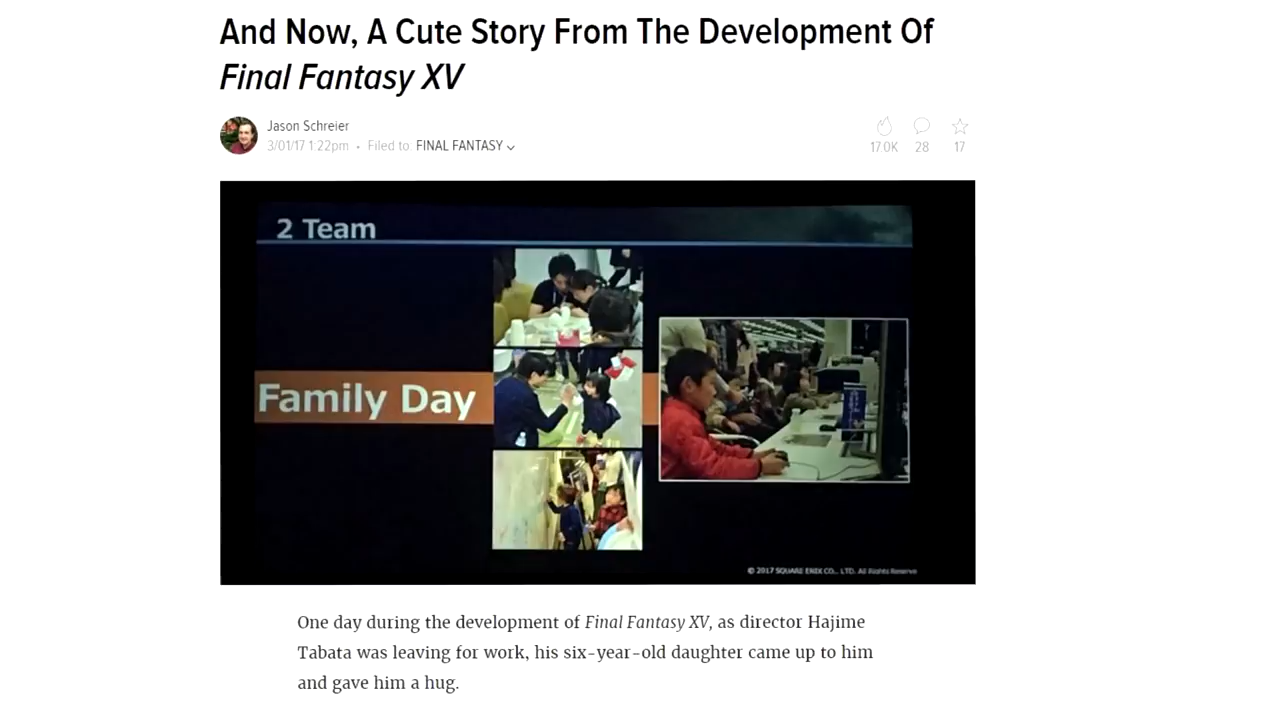 And Now, A Cute Story From The Development Of
Final Fantasy XV
Jason Schreier
3/01/17 1:22pm • Filed to: FINAL FANTASY
17.0K 28 17
2 Team
Family Day
© 2017 SQUARE ENIX CO., LTD. All Rights Reserve
One day during the development of Final Fantasy XV, as director Hajime
Tabata was leaving for work, his six-year-old daughter came up to him
and gave him a hug.